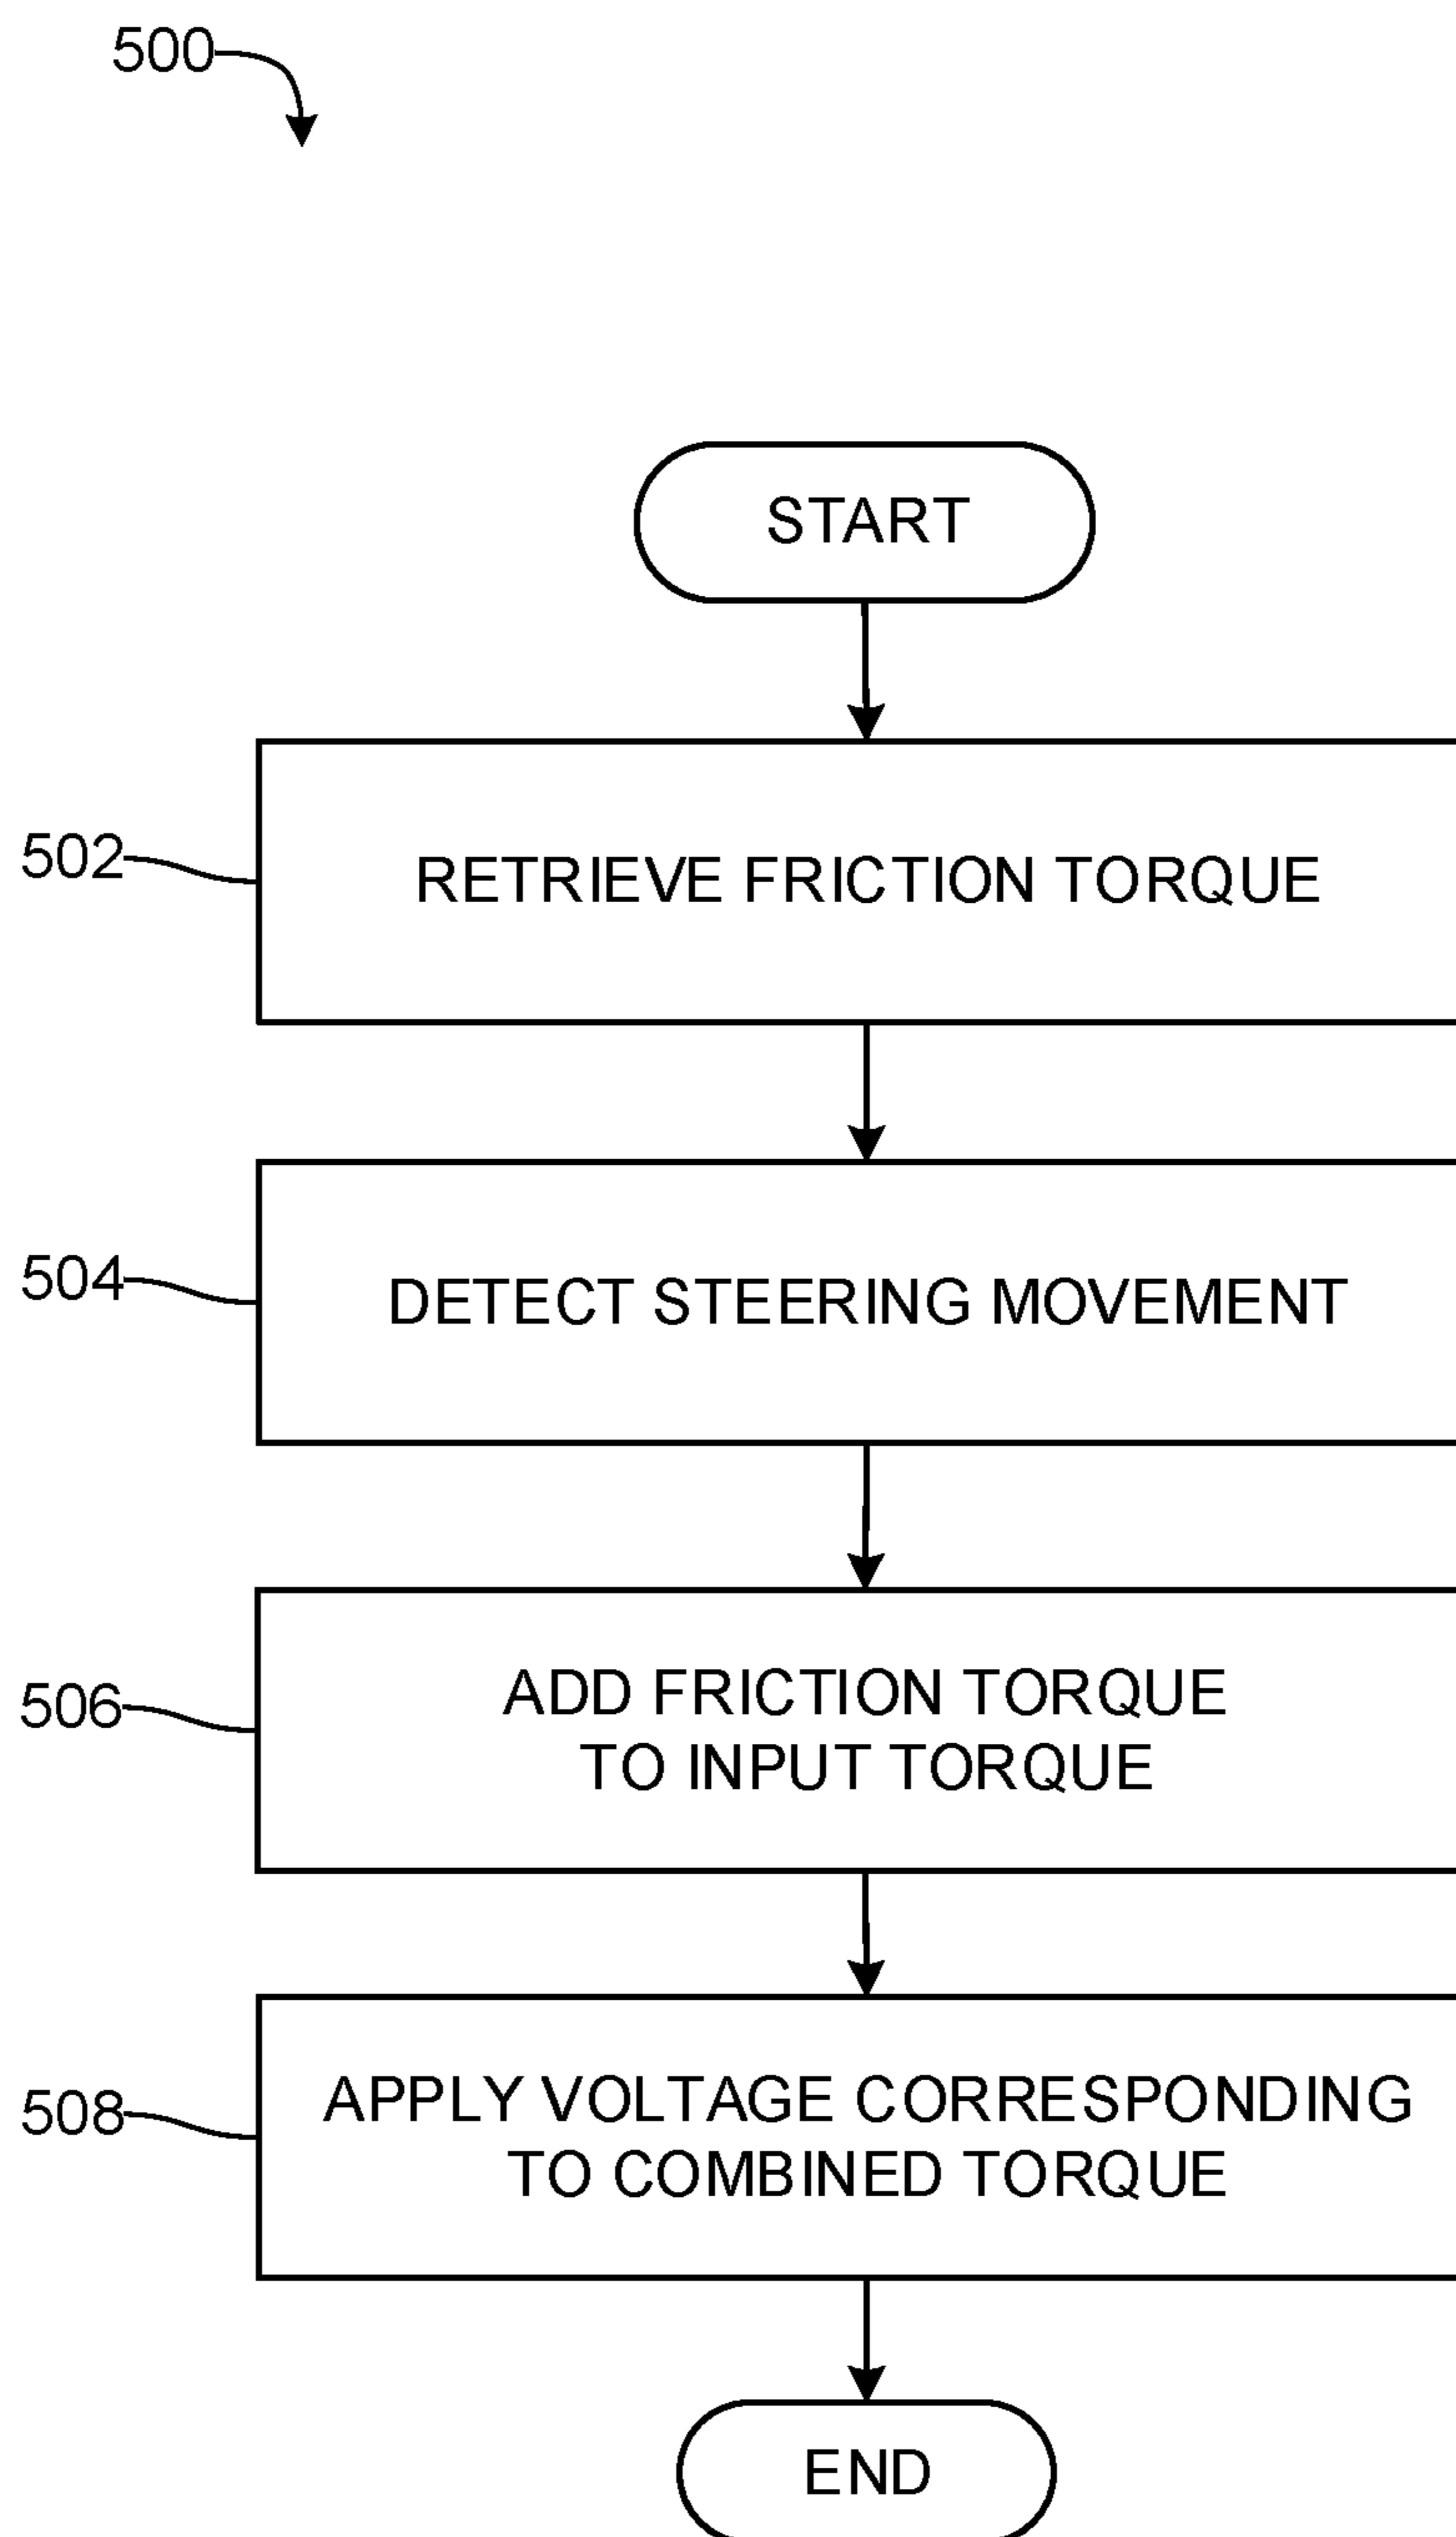 500
START
502
RETRIEVE FRICTION TORQUE
504
DETECT STEERING MOVEMENT
506
ADD FRICTION TORQUE
TO INPUT TORQUE
508
APPLY VOLTAGE CORRESPONDING
TO COMBINED TORQUE
END